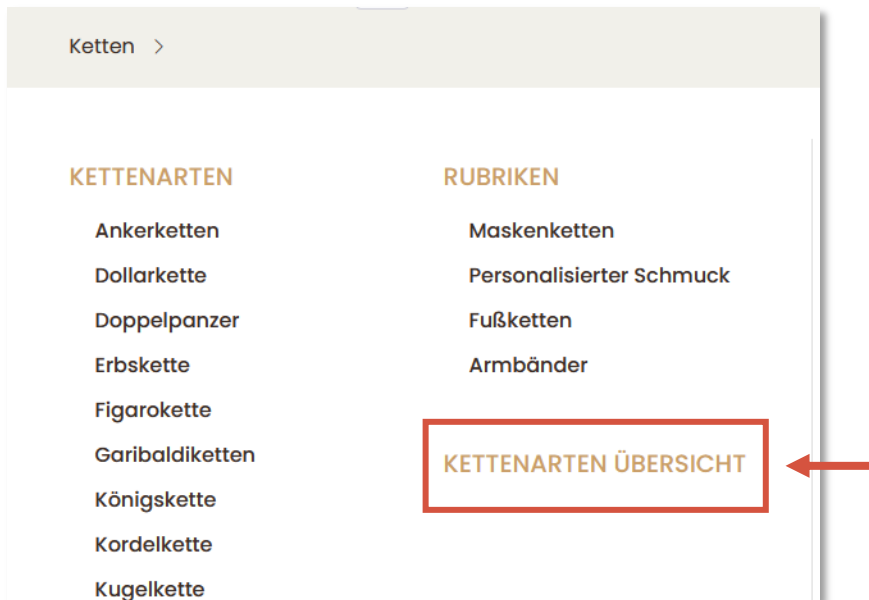 Ketten >
KETTENARTEN
Ankerketten
Dollarkette
Doppelpanzer
Erbskette
Figarokette
Garibaldiketten
Königskette
Kordelkette
Kugelkette
RUBRIKEN
Maskenketten
Personalisierter Schmuck
Fußketten
Armbänder
KETTENARTEN ÜBERSICHT